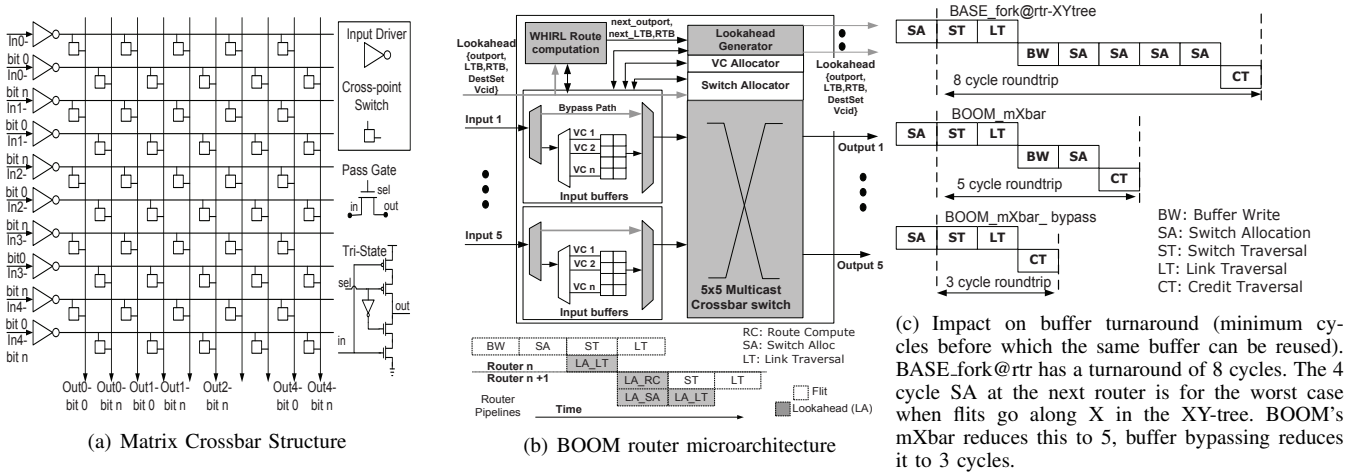 bit 0
In0-
bit 0
In0-
bit n
In1-
bit 0
In1-
bit n
In2-
bit 0
In2-
bit n
In3-
bit0
In3-
bit n
In4-
bit 0
In4-
bit n
Out0-
bit 0
Out0-
bit n
Out1-
bit 0
Out1-
bit n
Out2-
bit 0
Out4-
bit 0
Out4-
bit n
Input Driver
Cross-point
Switch
Pass Gate
sel
in
out
Tri-State
sel
out
in
(a) Matrix Crossbar Structure
Lookahead
{outport,
LTB,RTB,
DestSet
Vcid}
WHIRL Route
computation
next_outport,
next_LTB,RTB
Lookahead
Generator
VC Allocator
Switch Allocator
Lookahead
{outport,
LTB,RTB,
DestSet
Vcid}
Bypass Path
Input 1
VC 1
VC 2
VC n
Input buffers
Output 1
Input 5
VC 1
VC 2
VC n
Input buffers
Output 5
5x5 Multicast
Crossbar switch
RC: Route Compute
SA: Switch Alloc
LT: Link Traversal
BW SA ST LT
Router n
LA_LT
Router n +1
LA_RC ST LT
LA_SA LA_LT
Router
Pipelines
Time
Flit
Lookahead (LA)
(b) BOOM router microarchitecture
BASE_fork@rtr-XYtree
SA ST LT
BW SA SA SA SA
CT
8 cycle roundtrip
BOOM_mXbar
SA ST LT
BW SA
CT
5 cycle roundtrip
BOOM_mXbar_ bypass
SA ST LT
CT
3 cycle roundtrip
BW: Buffer Write
SA: Switch Allocation
ST: Switch Traversal
LT: Link Traversal
CT: Credit Traversal
(c) Impact on buffer turnaround (minimum cy-
cles before which the same buffer can be reused).
BASE_fork@rtr has a turnaround of 8 cycles. The 4
cycle SA at the next router is for the worst case
when flits go along X in the XY-tree. BOOM's
mXbar reduces this to 5, buffer bypassing reduces
it to 3 cycles.